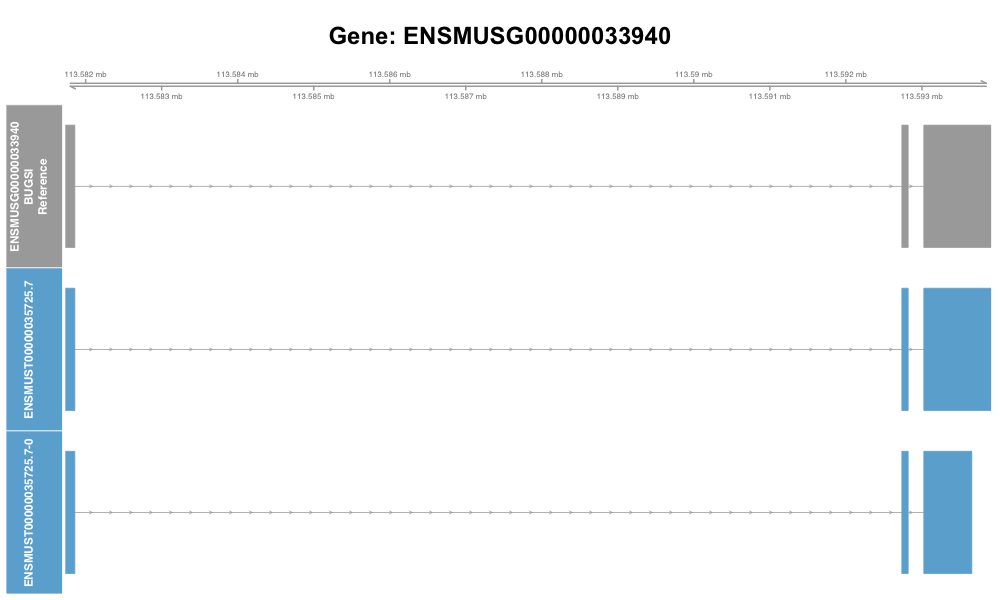 Gene: ENSMUSG00000033940
113.582 mb
113.584 mb
113.586 mb
113.588 mb
113.59 mb
113.592 mb
113.583 mb
113.585 mb
113.587 mb
113.589 mb
113.591 mb
113.593 mb
ENSMUSG00000033940
BUGSI
Reference
ENSMUST00000035725.7
ENSMUST00000035725.7-0